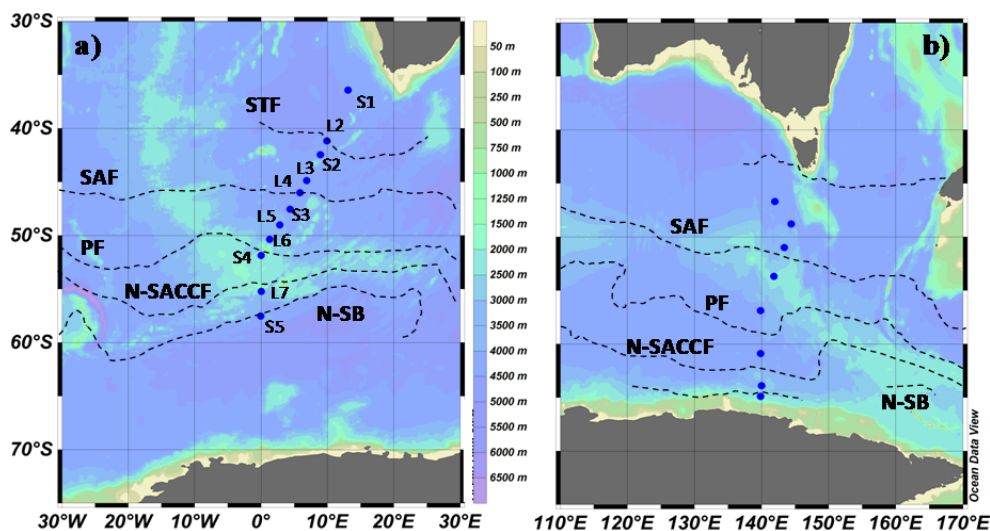 a)
30°S
40°S
50°S
60°S
70°S
30°W
20°W
10°W
0°E
10°E
20°E
30°E
STF
SAF
PF
N-SACCF
N-SB
S1
L2
S2
L3
L4
S3
L5
L6
S4
L7
S5
50 m
100 m
250 m
500 m
750 m
1250 m
1500 m
2000 m
2500 m
3000 m
3500 m
4000 m
4500 m
5000 m
5500 m
6000 m
6500 m
b)
SAF
PF
N-SACCF
N-SB
110°E
120°E
130°E
140°E
150°E
160°E
170°E
Ocean Data View